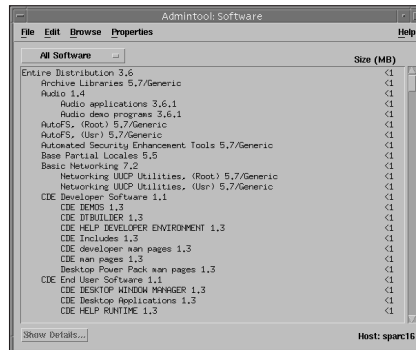 Admintool: Software
File Edit Browse Properties Help
All Software Size (MB)
Entire Distribution 3.6 <1
Archive Libraries 5.7/Generic <1
Audio 1.4 <1
Audio applications 3.6.1 <1
Audio demo programs 3.6.1 <1
AutoFS, (Root) 5.7/Generic <1
AutoFS, (Usr) 5.7/Generic <1
Automated Security Enhancement Tools 5.7/Generic <1
Base Partial Locales 5.5 <1
Basic Networking 7.2 <1
Networking UUCP Utilities, (Root) 5.7/Generic <1
Networking UUCP Utilities, (Usr) 5.7/Generic <1
CDE Developer Software 1.1 <1
CDE DEMOS 1.3 <1
CDE DTBUILDER 1.3 <1
CDE HELP DEVELOPER ENVIRONMENT 1.3 <1
CDE Includes 1.3 <1
CDE developer man pages 1.3 <1
CDE man pages 1.3 <1
Desktop Power Pack man pages 1.3 <1
CDE End User Software 1.1 <1
CDE DESKTOP WINDOW MANAGER 1.3 <1
CDE Desktop Applications 1.3 <1
CDE HELP RUNTIME 1.3 <1
Show Details... Host: sparc16